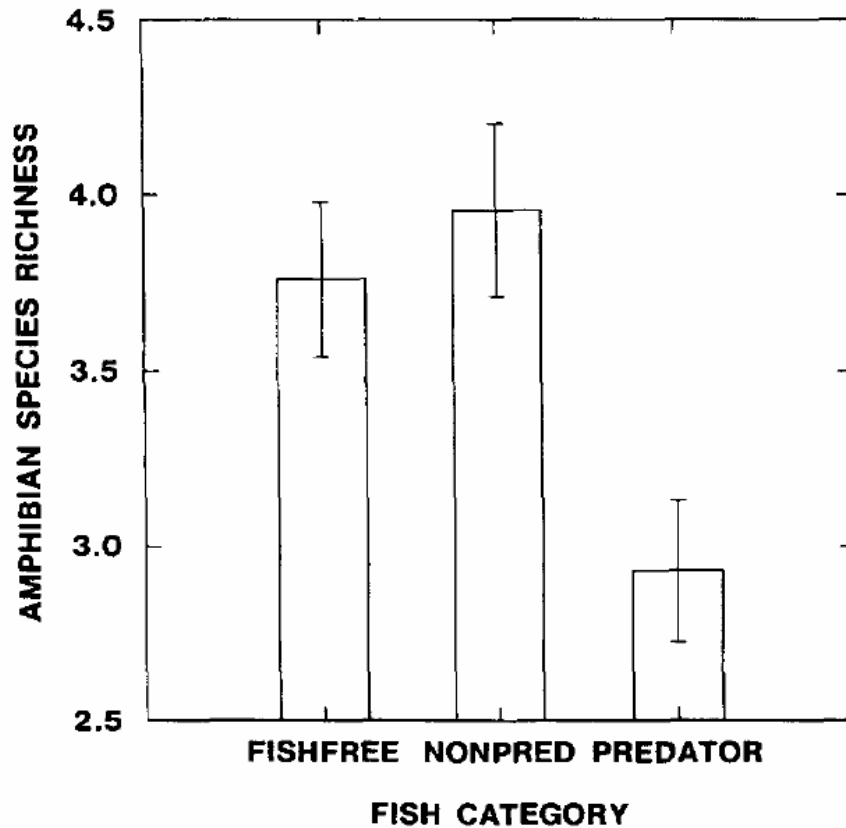 AMPHIBIAN SPECIES RICHNESS
4.5
4.0
3.5
3.0
2.5
FISHFREE NONPRED PREDATOR
FISH CATEGORY